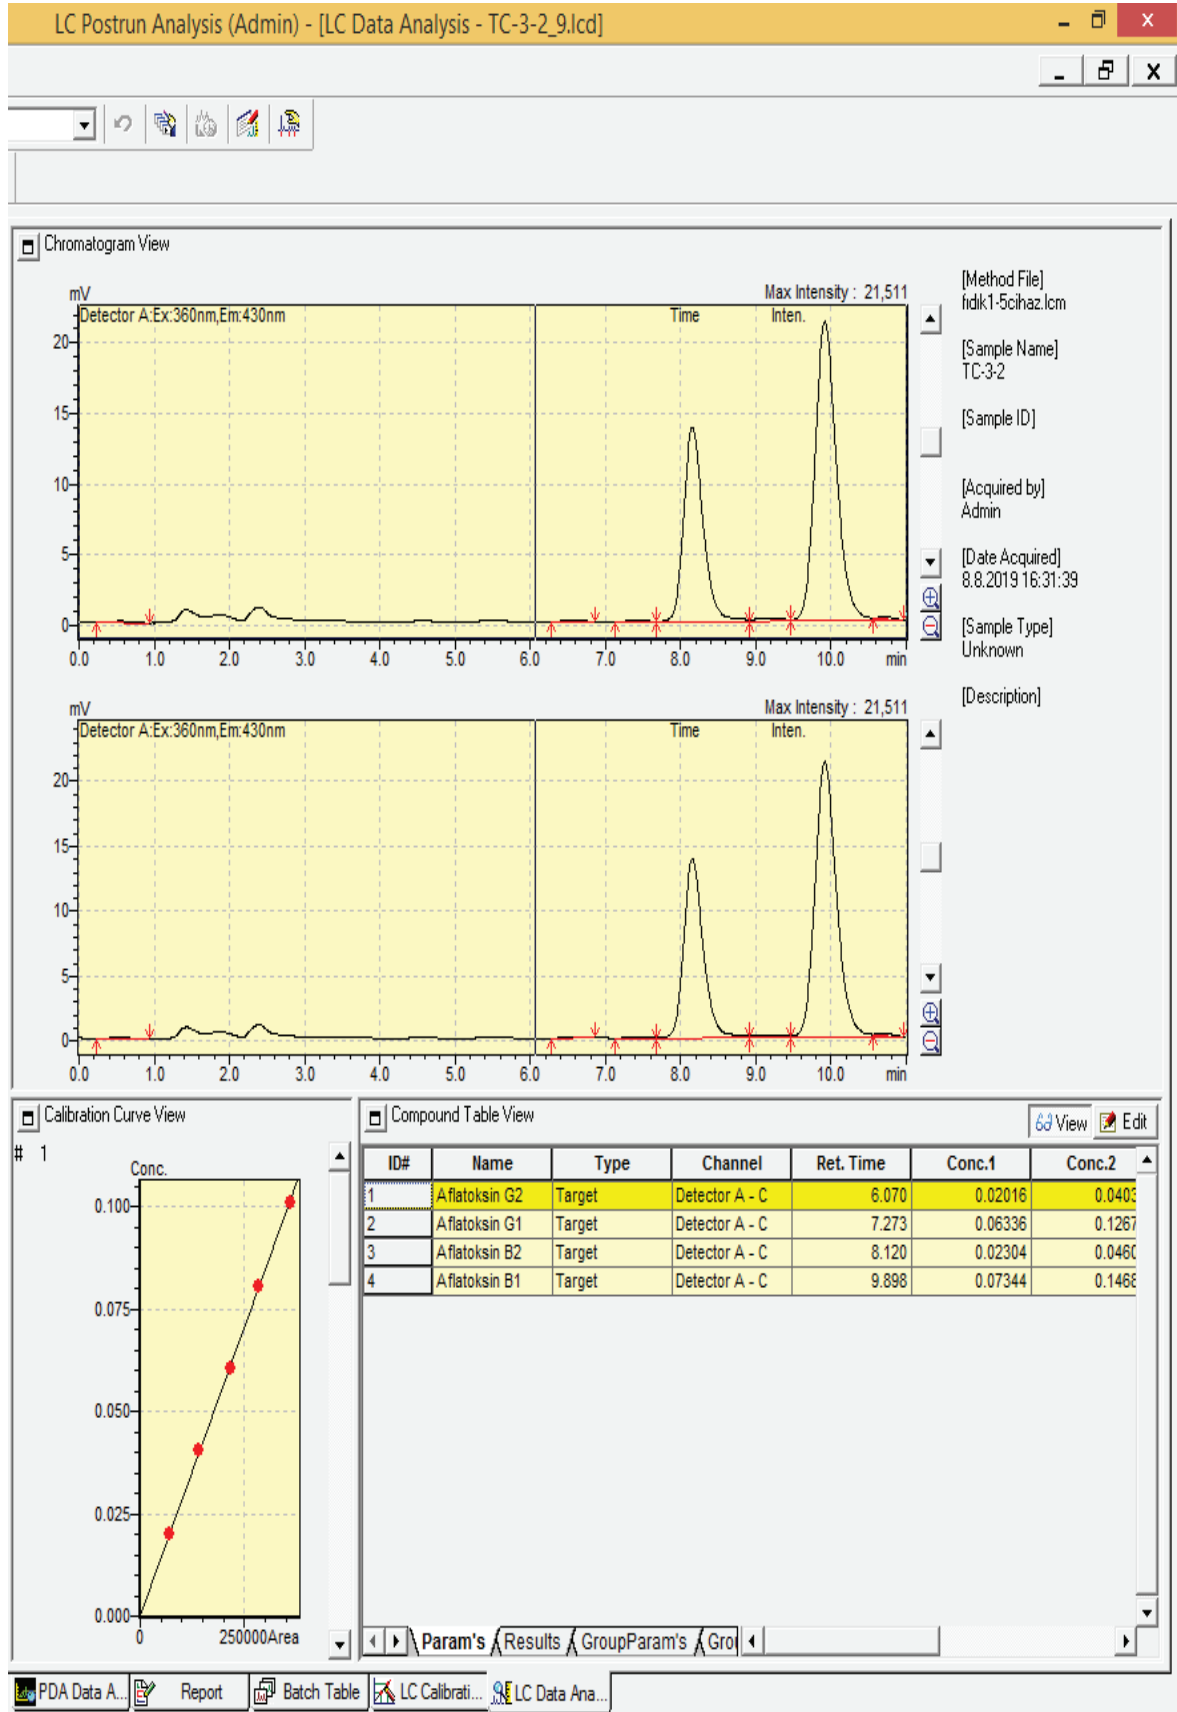 LC Postrun Analysis (Admin) - [LC Data Analysis - TC-3-2_9.lcd]
Chromatogram View
mV
Max Intensity : 21,511
Detector A:Ex:360nm,Em:430nm
Time Inten.
20
15
10
5
0
0.0 1.0 2.0 3.0 4.0 5.0 6.0 7.0 8.0 9.0 10.0 min
[Method File]
fıdık1-5cihaz.lcm
[Sample Name]
TC-3-2
[Sample ID]
[Acquired by]
Admin
[Date Acquired]
8.8.2019 16:31:39
[Sample Type]
Unknown
[Description]
mV
Max Intensity : 21,511
Detector A:Ex:360nm,Em:430nm
Time Inten.
20
15
10
5
0
0.0 1.0 2.0 3.0 4.0 5.0 6.0 7.0 8.0 9.0 10.0 min
Calibration Curve View
# 1
Conc.
0.100
0.075
0.050
0.025
0.000
0 250000Area
Compound Table View
View Edit
ID# Name Type Channel Ret. Time Conc.1 Conc.2
1 Aflatoksin G2 Target Detector A - C 6.070 0.02016 0.0403
2 Aflatoksin G1 Target Detector A - C 7.273 0.06336 0.1267
3 Aflatoksin B2 Target Detector A - C 8.120 0.02304 0.0460
4 Aflatoksin B1 Target Detector A - C 9.898 0.07344 0.1468
Param's Results GroupParam's Gro
PDA Data A... Report Batch Table LC Calibrati... LC Data Ana...